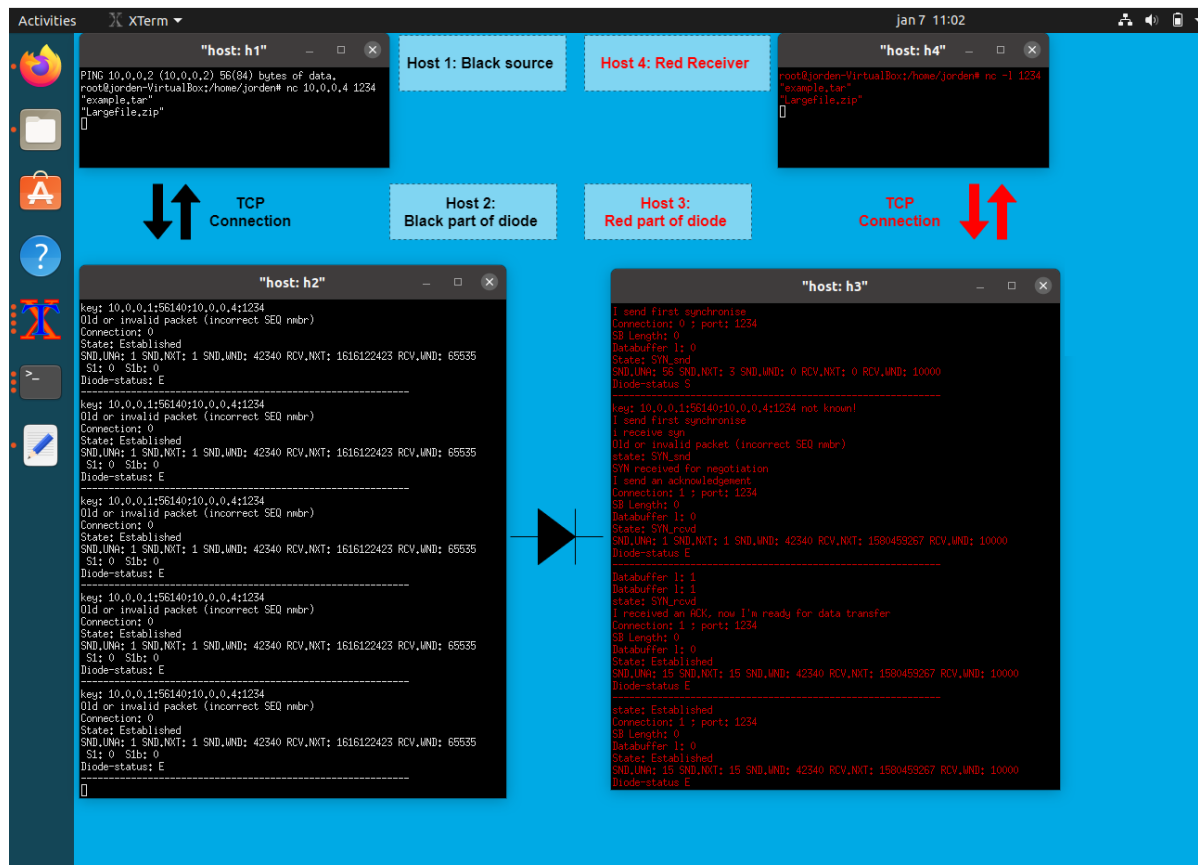 Activities
XTerm
jan 7 11:02
"host: h1"
PING 10.0.0.2 (10.0.0.2) 56(84) bytes of data.
root@jorden-VirtualBox:/home/jorden# nc 10.0.0.4 1234
"example.tar"
"Largefile.zip"
Host 1: Black source
Host 4: Red Receiver
"host: h4"
root@jorden-VirtualBox:/home/jorden# nc -l 1234
"example.tar"
"Largefile.zip"
TCP
Connection
Host 2:
Black part of diode
Host 3:
Red part of diode
TCP
Connection
"host: h2"
key: 10.0.0.1:56140;10.0.0.4:1234
Old or invalid packet (incorrect SEQ nmbr)
Connection: 0
State: Established
SND.UNA: 1 SND.NXT: 1 SND.WND: 42340 RCV.NXT: 1616122423 RCV.WND: 65535
S1: 0 S1b: 0
Diode-status: E
--------------------------------------------------------
key: 10.0.0.1:56140;10.0.0.4:1234
Old or invalid packet (incorrect SEQ nmbr)
Connection: 0
State: Established
SND.UNA: 1 SND.NXT: 1 SND.WND: 42340 RCV.NXT: 1616122423 RCV.WND: 65535
S1: 0 S1b: 0
Diode-status: E
--------------------------------------------------------
key: 10.0.0.1:56140;10.0.0.4:1234
Old or invalid packet (incorrect SEQ nmbr)
Connection: 0
State: Established
SND.UNA: 1 SND.NXT: 1 SND.WND: 42340 RCV.NXT: 1616122423 RCV.WND: 65535
S1: 0 S1b: 0
Diode-status: E
--------------------------------------------------------
key: 10.0.0.1:56140;10.0.0.4:1234
Old or invalid packet (incorrect SEQ nmbr)
Connection: 0
State: Established
SND.UNA: 1 SND.NXT: 1 SND.WND: 42340 RCV.NXT: 1616122423 RCV.WND: 65535
S1: 0 S1b: 0
Diode-status: E
--------------------------------------------------------
key: 10.0.0.1:56140;10.0.0.4:1234
Old or invalid packet (incorrect SEQ nmbr)
Connection: 0
State: Established
SND.UNA: 1 SND.NXT: 1 SND.WND: 42340 RCV.NXT: 1616122423 RCV.WND: 65535
S1: 0 S1b: 0
Diode-status: E
--------------------------------------------------------
"host: h3"
I send first synchronise
Connection: 0 ; port: 1234
SB Length: 0
Databuffer l: 0
State: SYN_snd
SND.UNA: 56 SND.NXT: 3 SND.WND: 0 RCV.NXT: 0 RCV.WND: 10000
Diode-status S
--------------------------------------------------------
key: 10.0.0.1:56140;10.0.0.4:1234 not known!
I send first synchronise
i receive syn
Old or invalid packet (incorrect SEQ nmbr)
state: SYN_snd
SYN received for negotiation
I send an acknowledgement
Connection: 1 ; port: 1234
SB Length: 0
Databuffer l: 0
State: SYN_rcvd
SND.UNA: 1 SND.NXT: 1 SND.WND: 42340 RCV.NXT: 1580459267 RCV.WND: 10000
Diode-status E
--------------------------------------------------------
Databuffer l: 1
Databuffer l: 1
state: SYN_rcvd
I received an ACK, now I'm ready for data transfer
Connection: 1 ; port: 1234
SB Length: 0
Databuffer l: 0
State: Established
SND.UNA: 15 SND.NXT: 15 SND.WND: 42340 RCV.NXT: 1580459267 RCV.WND: 10000
Diode-status E
--------------------------------------------------------
state: Established
Connection: 1 ; port: 1234
SB Length: 0
Databuffer l: 0
State: Established
SND.UNA: 15 SND.NXT: 15 SND.WND: 42340 RCV.NXT: 1580459267 RCV.WND: 10000
Diode-status E